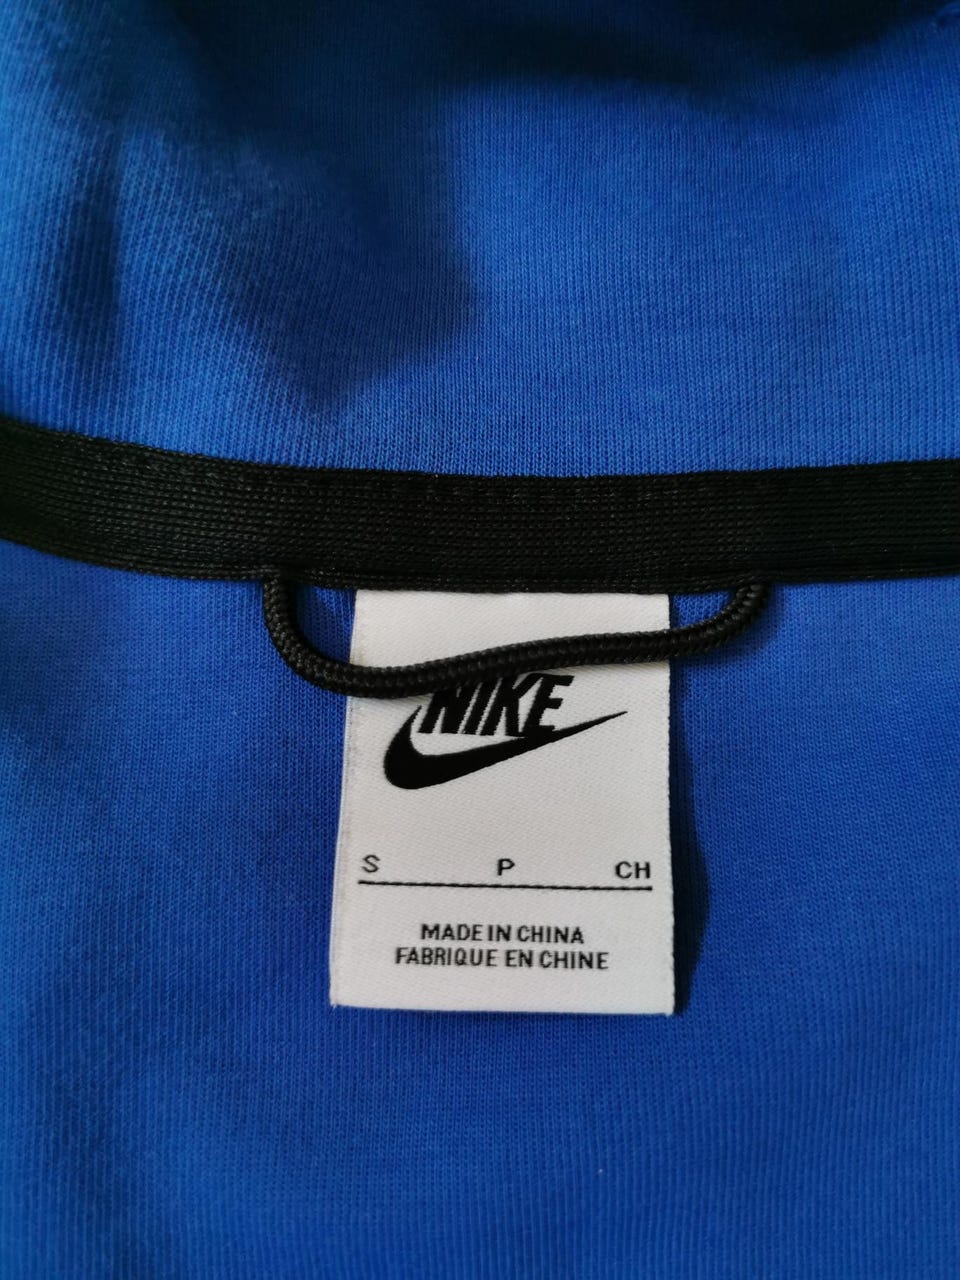 NIKE
S P CH
MADE IN CHINA
FABRIQUE EN CHINE